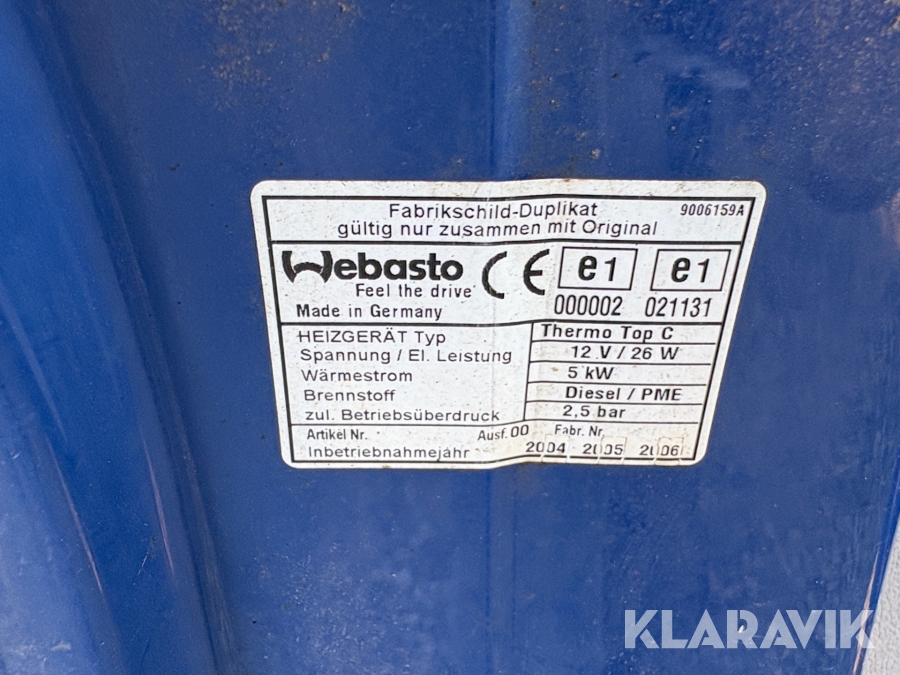 Fabrikschild-Duplikat 9006159A
gültig nur zusammen mit Original
Webasto CE e1 e1
Feel the drive 000002 021131
Made in Germany
HEIZGERÄT Typ Thermo Top C
Spannung / El. Leistung 12 V / 26 W
Wärmestrom 5 kW
Brennstoff Diesel / PME
zul. Betriebsüberdruck 2,5 bar
Artikel Nr. Ausf. 00 Fabr. Nr.
Inbetriebnahmejahr 2004 2005 2006
KLARAVIK